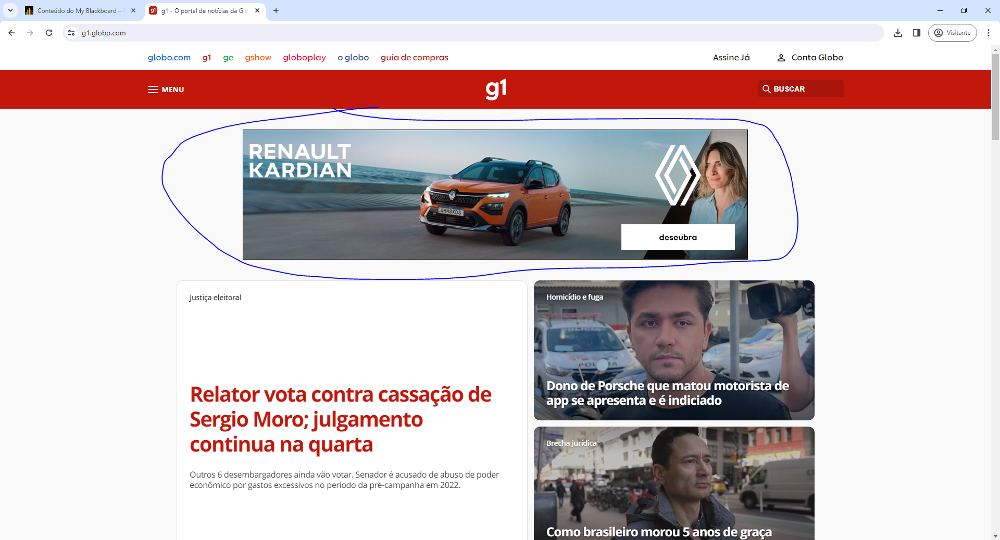 Conteúdo do My Blackboard –
g1 - O portal de notícias da Glo
g1.globo.com
Visitante
globo.com g1 ge gshow globoplay o globo guia de compras Assine Já Conta Globo
MENU g1 BUSCAR
RENAULT
KARDIAN
AMH8X08
descubra
Justiça eleitoral
Relator vota contra cassação de
Sergio Moro; julgamento
continua na quarta
Outros 6 desembargadores ainda vão votar. Senador é acusado de abuso de poder
econômico por gastos excessivos no período da pré-campanha em 2022.
Homicídio e fuga
POLICIA
POLICIA
Dono de Porsche que matou motorista de
app se apresenta e é indiciado
Brecha jurídica
Como brasileiro morou 5 anos de graça